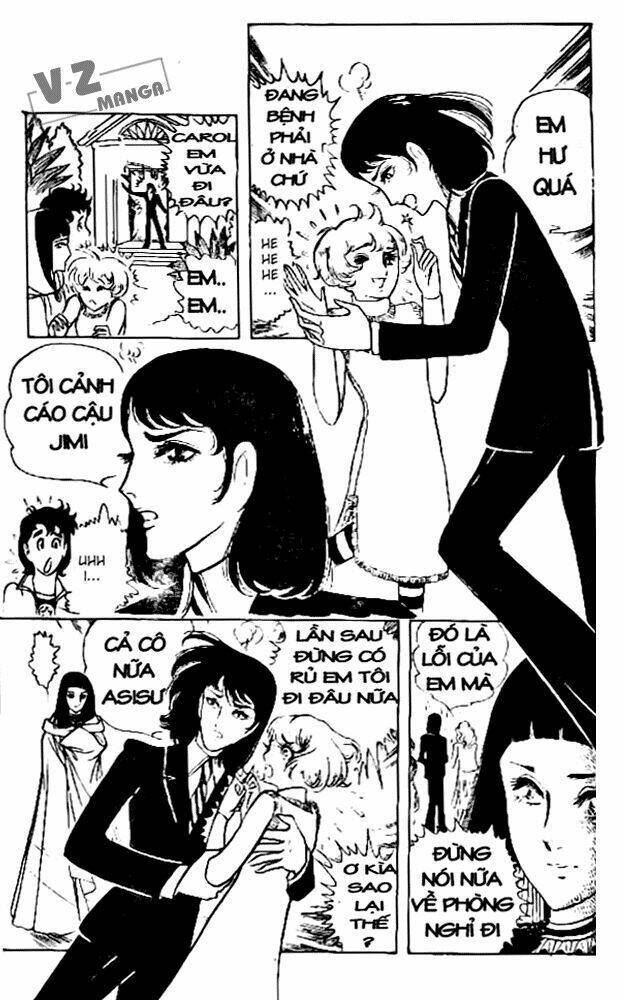 V-Z
MANGA
CAROL
EM
VỪA
ĐI
ĐÂU?
EM..
EM..
ĐANG
BỆNH
PHẢI
Ở NHÀ
CHỨ
EM
HƯ
QUÁ
HE
HE
HE
...
TÔI CẢNH
CÁO CẬU
JIMI
UHH
I...
CẢ CÔ
NỮA
ASISƯ
LẦN SAU
ĐỪNG CÓ
RỦ EM TÔI
ĐI ĐÂU NỮA
Ơ KÌA
SAO
LẠI
THẾ
?
ĐÓ LÀ
LỖI CỦA
EM MÀ
ĐỪNG
NÓI NỮA
VỀ PHÒNG
NGHỈ ĐI